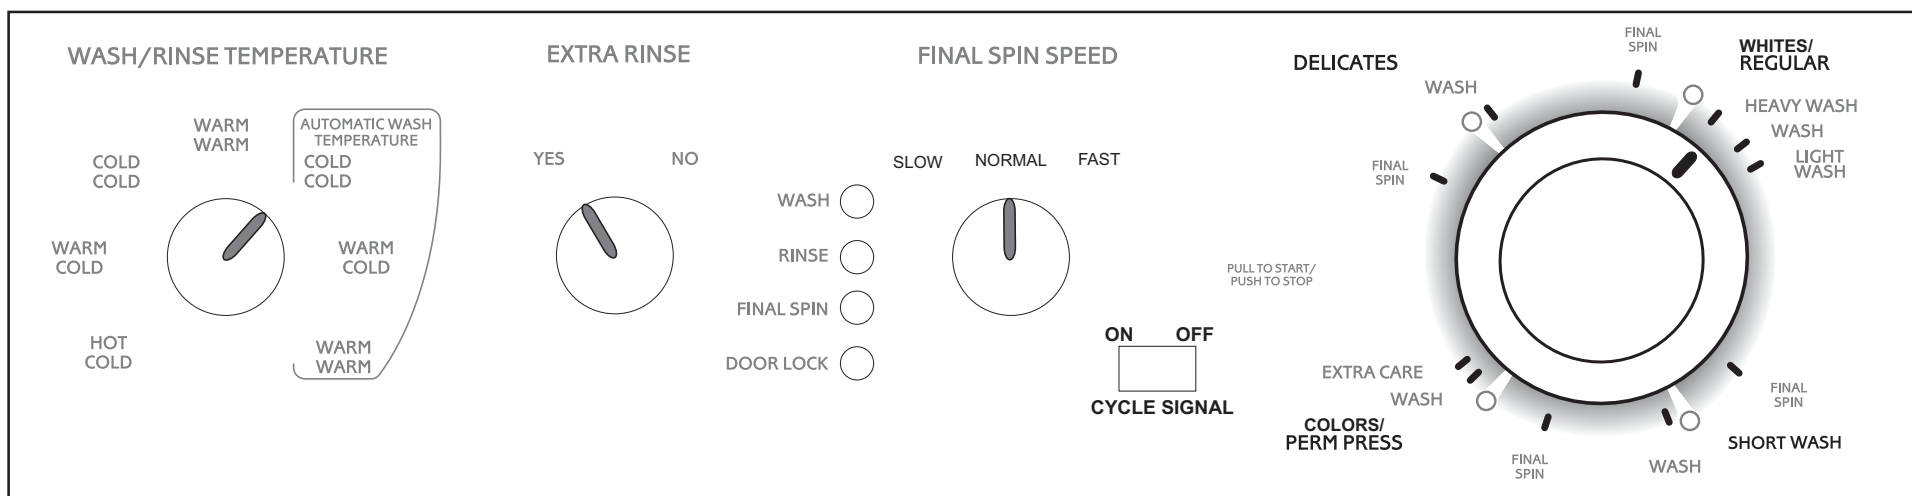 WASH/RINSE TEMPERATURE
WARM
WARM
COLD
COLD
WARM
COLD
HOT
COLD
AUTOMATIC WASH
TEMPERATURE
COLD
COLD
WARM
COLD
WARM
WARM
EXTRA RINSE
YES
NO
WASH
RINSE
FINAL SPIN
DOOR LOCK
FINAL SPIN SPEED
SLOW
NORMAL
FAST
ON
OFF
CYCLE SIGNAL
PULL TO START/
PUSH TO STOP
DELICATES
WASH
FINAL
SPIN
FINAL
SPIN
WHITES/
REGULAR
HEAVY WASH
WASH
LIGHT
WASH
FINAL
SPIN
SHORT WASH
WASH
FINAL
SPIN
EXTRA CARE
WASH
COLORS/
PERM PRESS